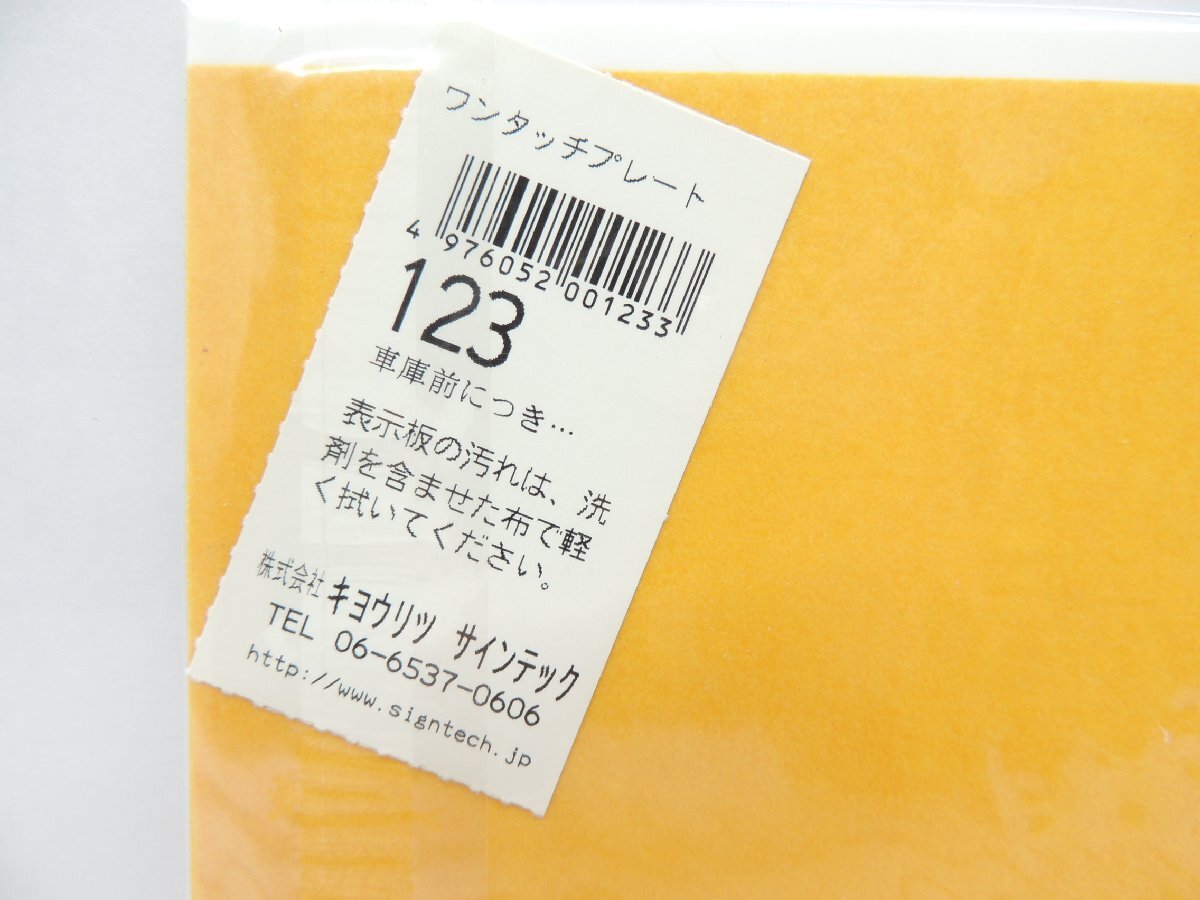 ワンタッチプレート
4 976052 001233
123
車庫前につき…
表示板の汚れは、洗
剤を含ませた布で軽
く拭いてください。
株式会社 キョウリツ サインテック
TEL 06-6537-0606
http://www.signtech.jp